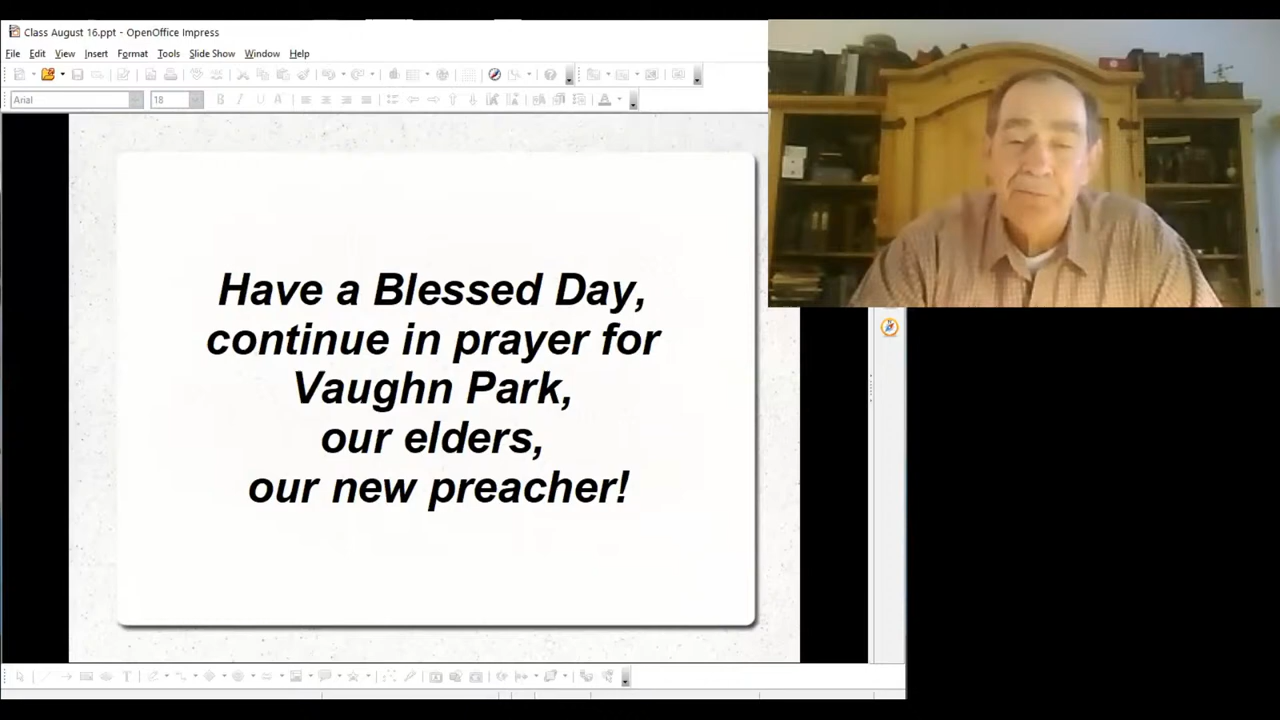 Class August 16.ppt - OpenOffice Impress
File Edit View Insert Format Tools Slide Show Window Help
Arial 18
Have a Blessed Day,
continue in prayer for
Vaughn Park,
our elders,
our new preacher!